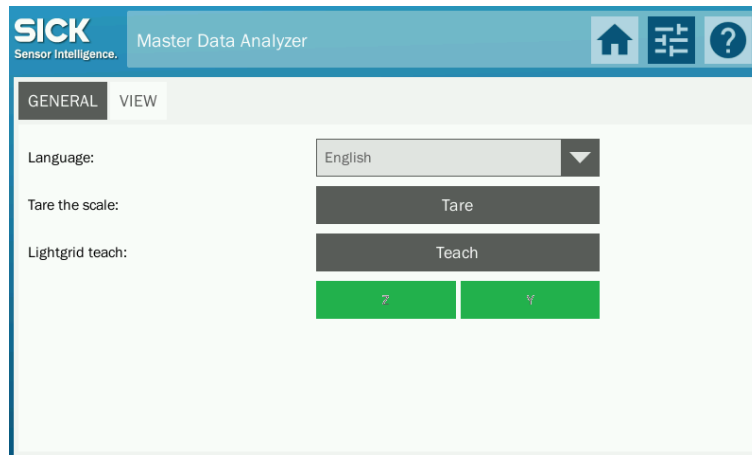 SICK
Sensor Intelligence.
Master Data Analyzer
?
GENERAL VIEW
Language: English
Tare the scale: Tare
Lightgrid teach: Teach
Z Y